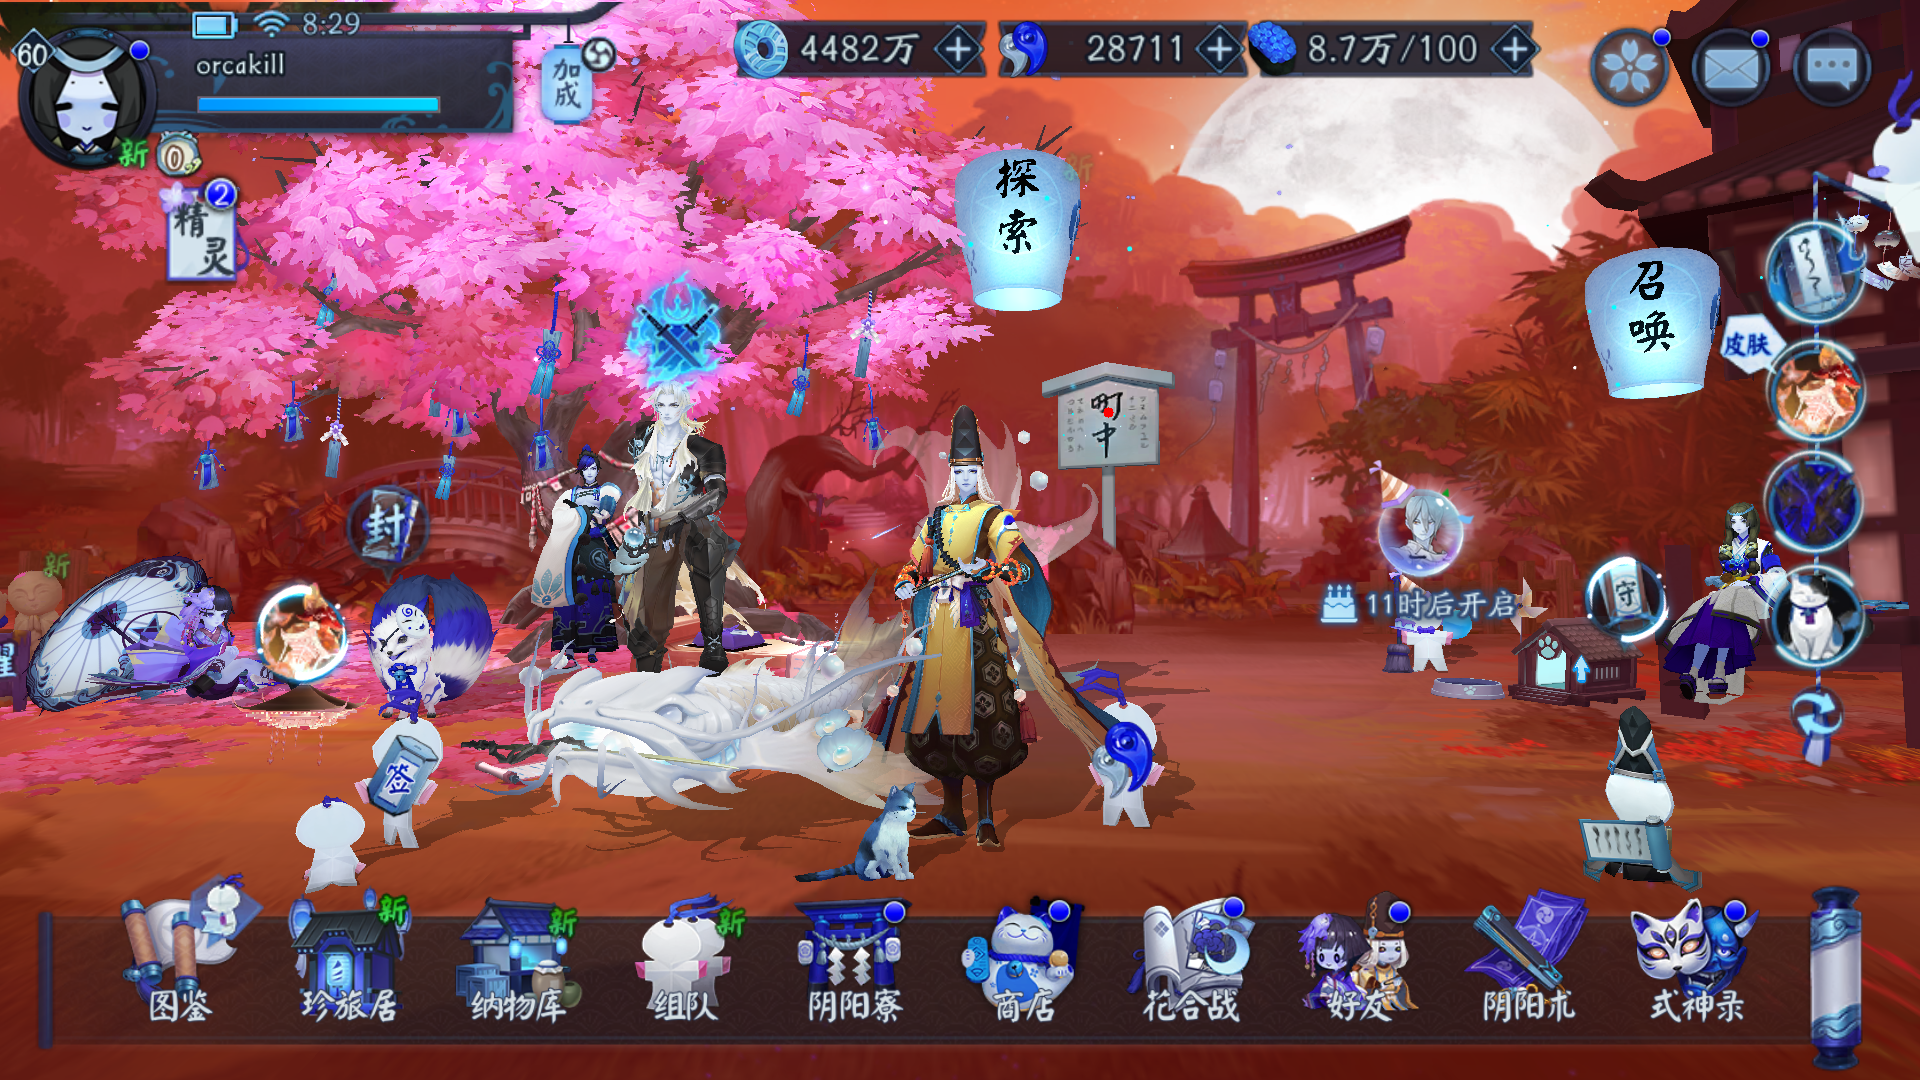 8:29
60
orcakill
加成
4482万
28711
8.7万/100
新
0
2
精灵
探索
新
召唤
皮肤
町中
封
新
11时后开启
守
签
新
新
新
图鉴
珍旅居
纳物库
组队
阴阳寮
商店
花合战
好友
阴阳术
式神录